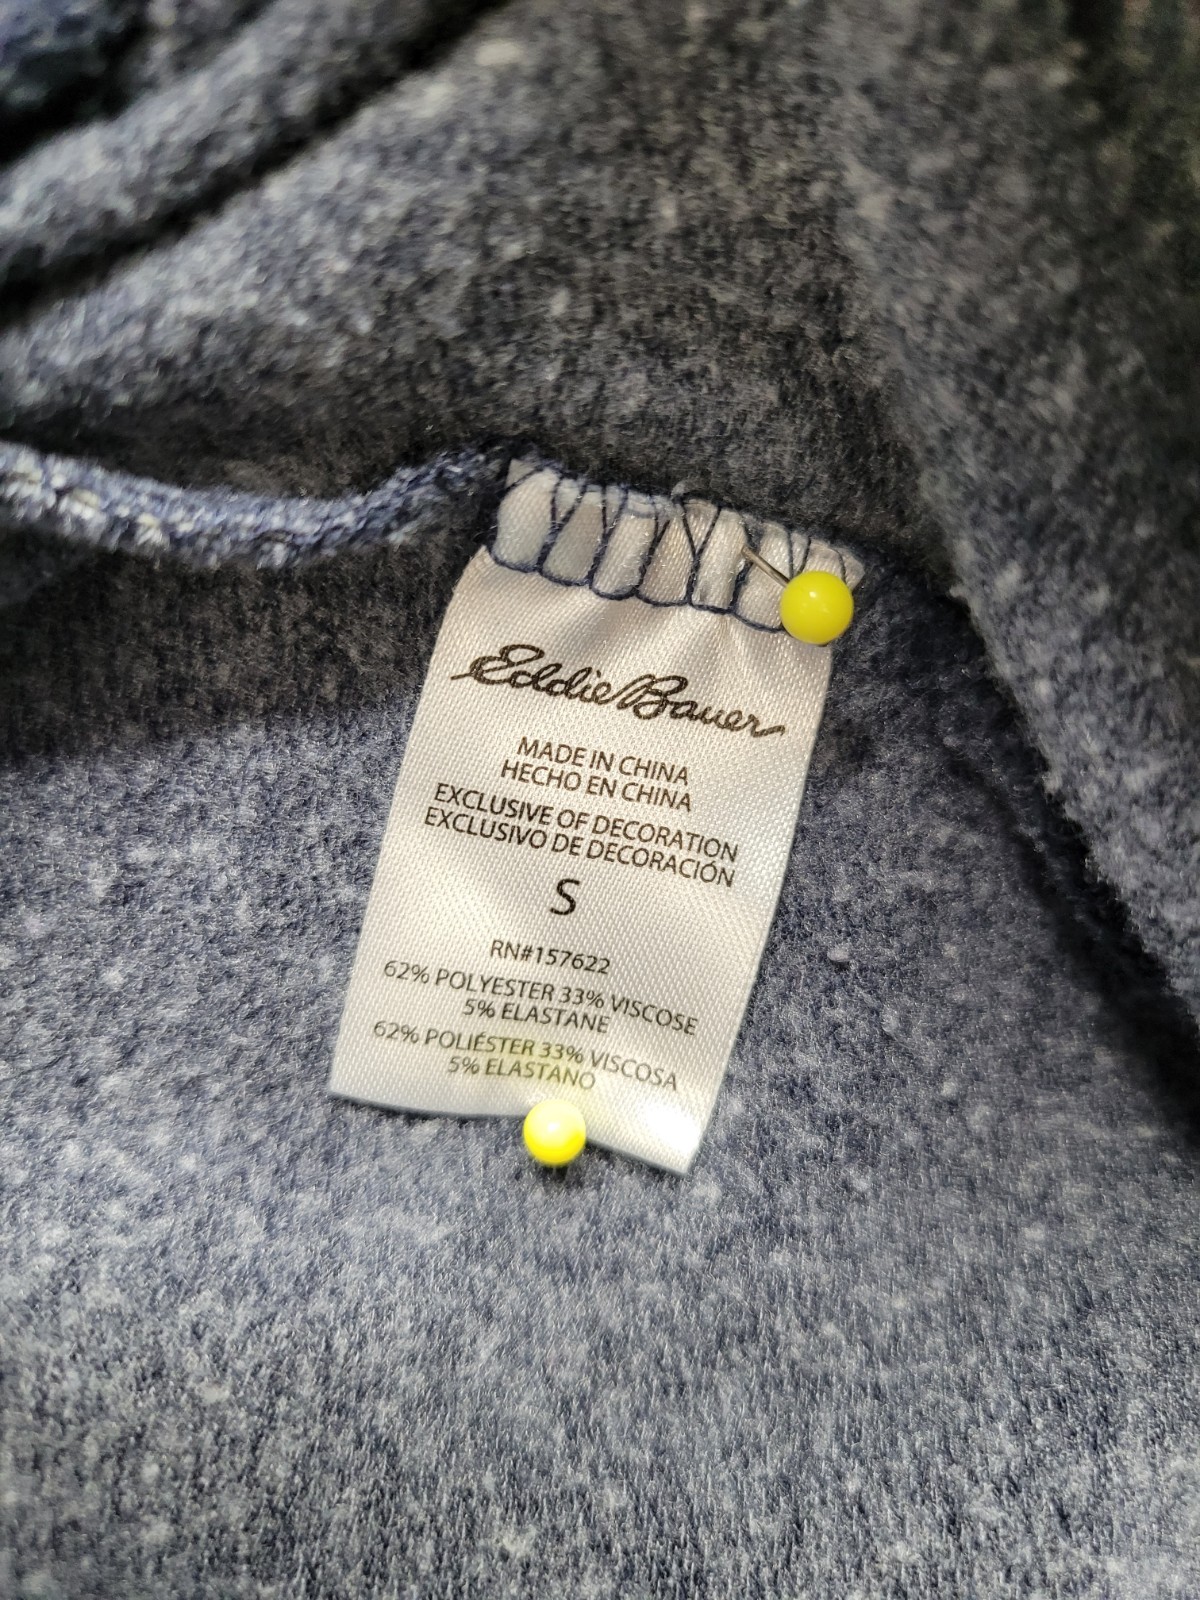 Eddie Bauer
MADE IN CHINA
HECHO EN CHINA
EXCLUSIVE OF DECORATION
EXCLUSIVO DE DECORACIÓN
S
RN#157622
62% POLYESTER 33% VISCOSE
5% ELASTANE
62% POLIÉSTER 33% VISCOSA
5% ELASTANO